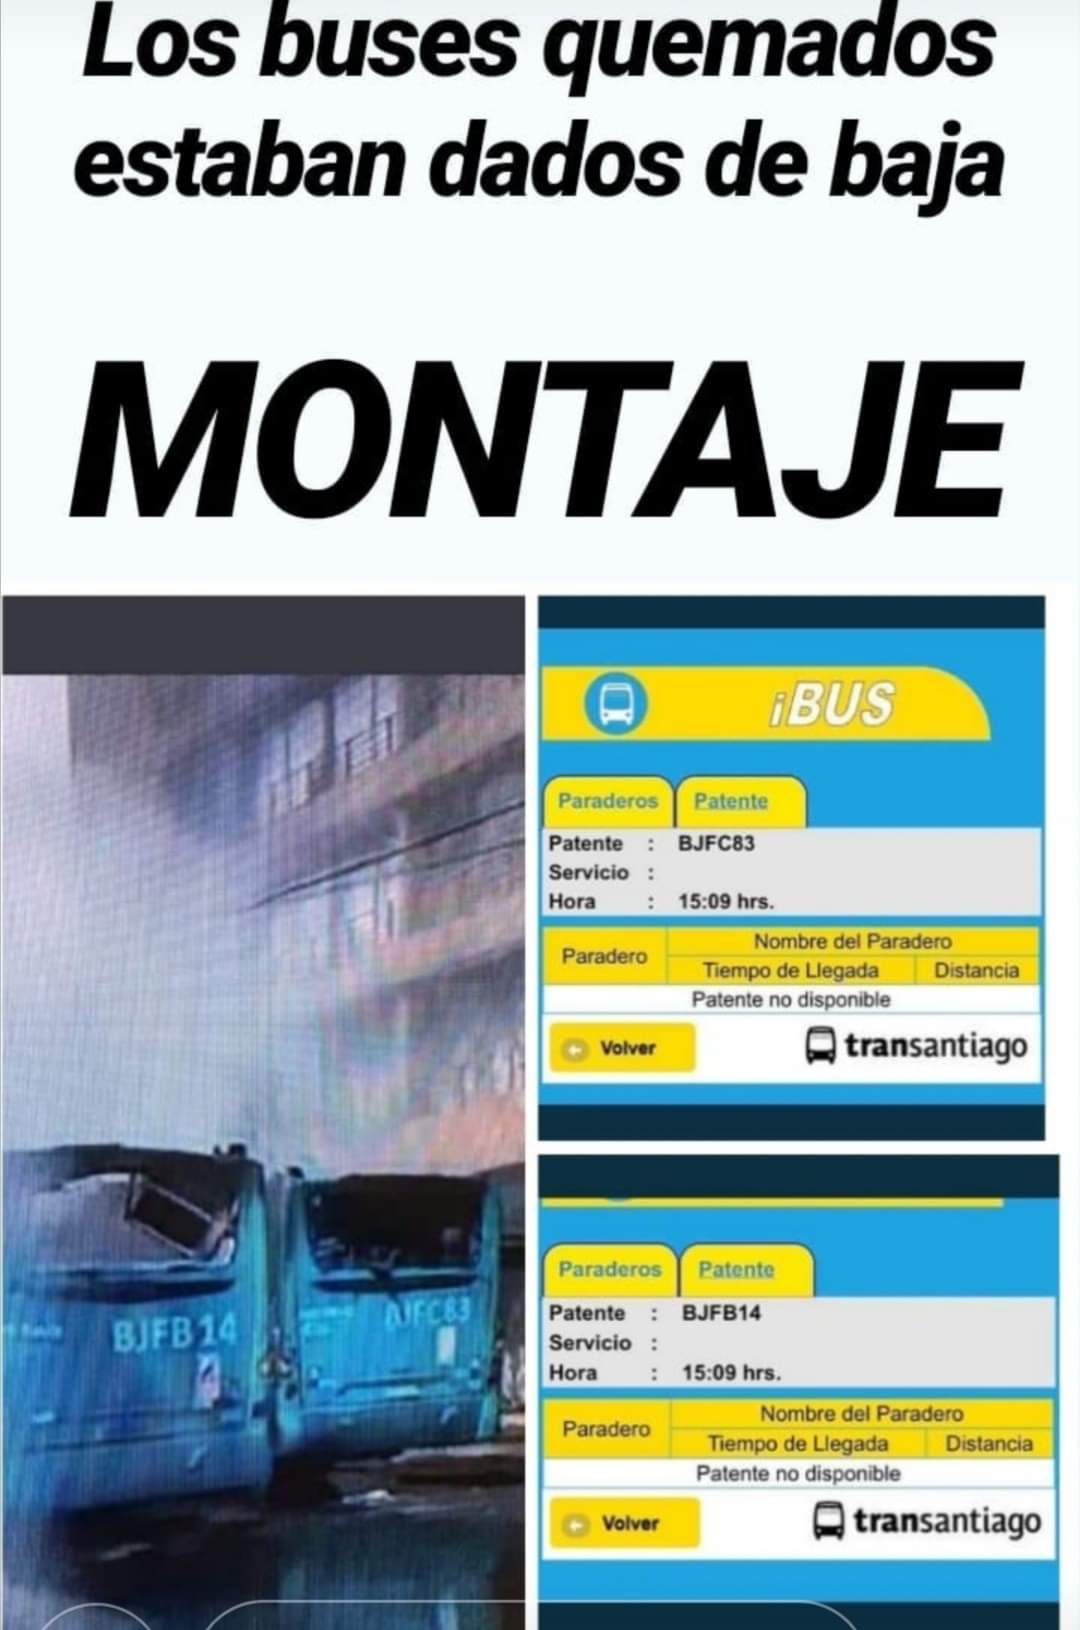 Los buses quemados
estaban dados de baja
MONTAJE
BJFB14
BJFC83
iBUS
Paraderos Patente
Patente : BJFC83
Servicio :
Hora : 15:09 hrs.
Paradero
Nombre del Paradero
Tiempo de Llegada Distancia
Patente no disponible
Volver
transantiago
Paraderos Patente
Patente : BJFB14
Servicio :
Hora : 15:09 hrs.
Paradero
Nombre del Paradero
Tiempo de Llegada Distancia
Patente no disponible
Volver
transantiago